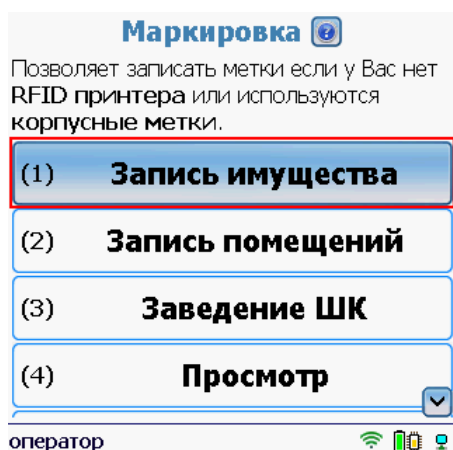 Маркировка
Позволяет записать метки если у Вас нет
RFID принтера или используются
корпусные метки.
(1) Запись имущества
(2) Запись помещений
(3) Заведение ШК
(4) Просмотр
оператор